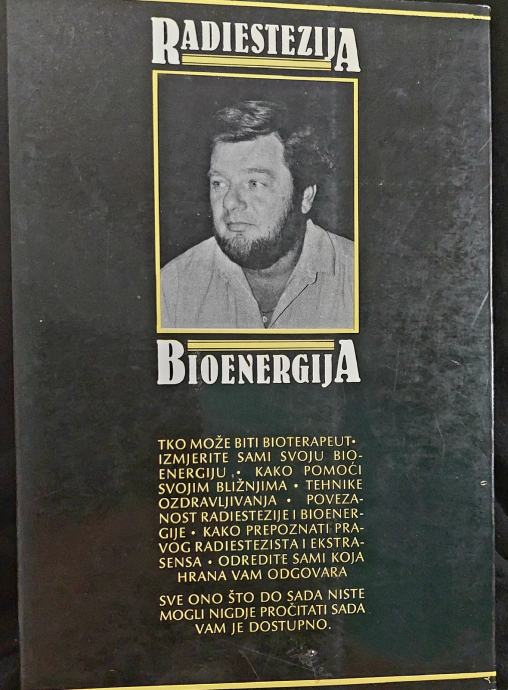 RADIESTEZIJA
BIOENERGIJA
TKO MOŽE BITI BIOTERAPEUT•
IZMJERITE SAMI SVOJU BIO-
ENERGIJU • KAKO POMOĆI
SVOJIM BLIŽNJIMA • TEHNIKE
OZDRAVLJIVANJA • POVEZA-
NOST RADIESTEZIJE I BIOENER-
GIJE • KAKO PREPOZNATI PRA-
VOG RADIESTEZISTA I EKSTRA-
SENSA • ODREDITE SAMI KOJA
HRANA VAM ODGOVARA
SVE ONO ŠTO DO SADA NISTE
MOGLI NIGDJE PROČITATI SADA
VAM JE DOSTUPNO.